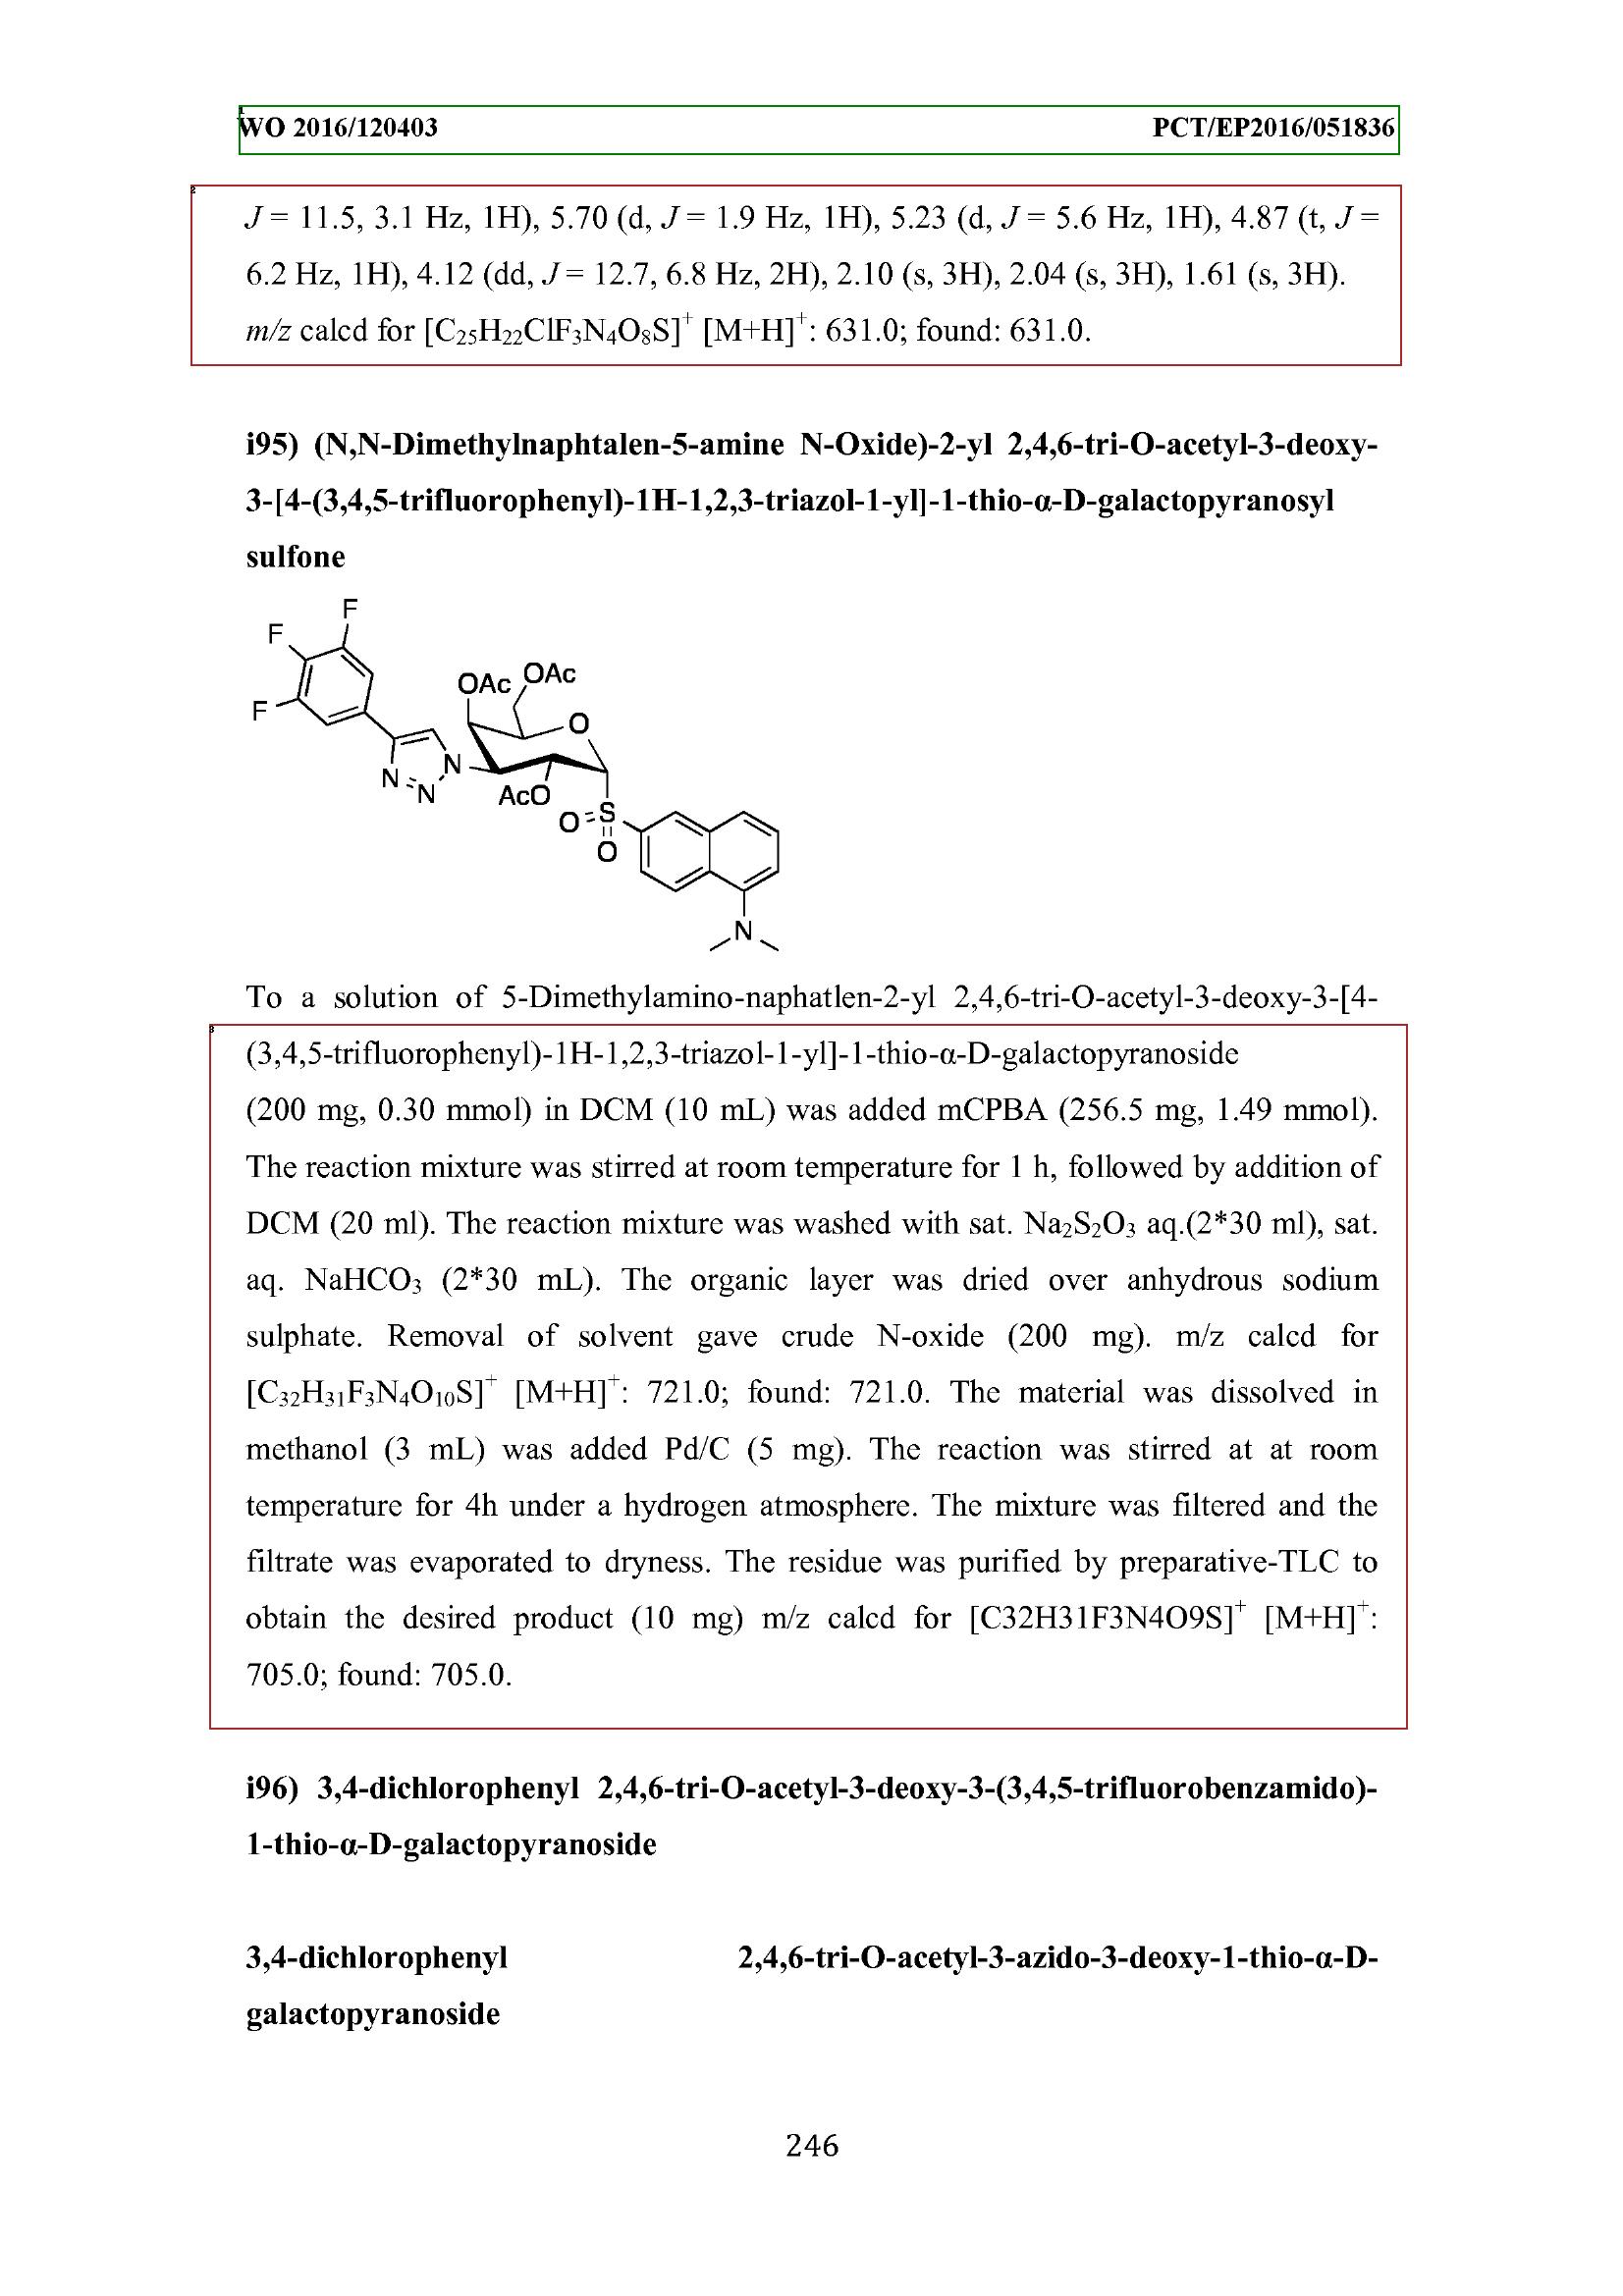 WO 2016/120403 PCT/EP2016/051836
J = 11.5, 3.1 Hz, 1H), 5.70 (d, J = 1.9 Hz, 1H), 5.23 (d, J = 5.6 Hz, 1H), 4.87 (t, J =
6.2 Hz, 1H), 4.12 (dd, J = 12.7, 6.8 Hz, 2H), 2.10 (s, 3H), 2.04 (s, 3H), 1.61 (s, 3H).
m/z calcd for [C₂₅H₂₂ClF₃N₄O₈S]⁺ [M+H]⁺: 631.0; found: 631.0.
i95) (N,N-Dimethylnaphtalen-5-amine N-Oxide)-2-yl 2,4,6-tri-O-acetyl-3-deoxy-
3-[4-(3,4,5-trifluorophenyl)-1H-1,2,3-triazol-1-yl]-1-thio-α-D-galactopyranosyl
sulfone
F
F
F
OAc
OAc
O
N
N
N
AcO
O
S
O
N
To a solution of 5-Dimethylamino-naphatlen-2-yl 2,4,6-tri-O-acetyl-3-deoxy-3-[4-
(3,4,5-trifluorophenyl)-1H-1,2,3-triazol-1-yl]-1-thio-α-D-galactopyranoside
(200 mg, 0.30 mmol) in DCM (10 mL) was added mCPBA (256.5 mg, 1.49 mmol).
The reaction mixture was stirred at room temperature for 1 h, followed by addition of
DCM (20 ml). The reaction mixture was washed with sat. Na₂S₂O₃ aq.(2*30 ml), sat.
aq. NaHCO₃ (2*30 mL). The organic layer was dried over anhydrous sodium
sulphate. Removal of solvent gave crude N-oxide (200 mg). m/z calcd for
[C₃₂H₃₁F₃N₄O₁₀S]⁺ [M+H]⁺: 721.0; found: 721.0. The material was dissolved in
methanol (3 mL) was added Pd/C (5 mg). The reaction was stirred at at room
temperature for 4h under a hydrogen atmosphere. The mixture was filtered and the
filtrate was evaporated to dryness. The residue was purified by preparative-TLC to
obtain the desired product (10 mg) m/z calcd for [C32H31F3N4O9S]⁺ [M+H]⁺:
705.0; found: 705.0.
i96) 3,4-dichlorophenyl 2,4,6-tri-O-acetyl-3-deoxy-3-(3,4,5-trifluorobenzamido)-
1-thio-α-D-galactopyranoside
3,4-dichlorophenyl 2,4,6-tri-O-acetyl-3-azido-3-deoxy-1-thio-α-D-
galactopyranoside
246